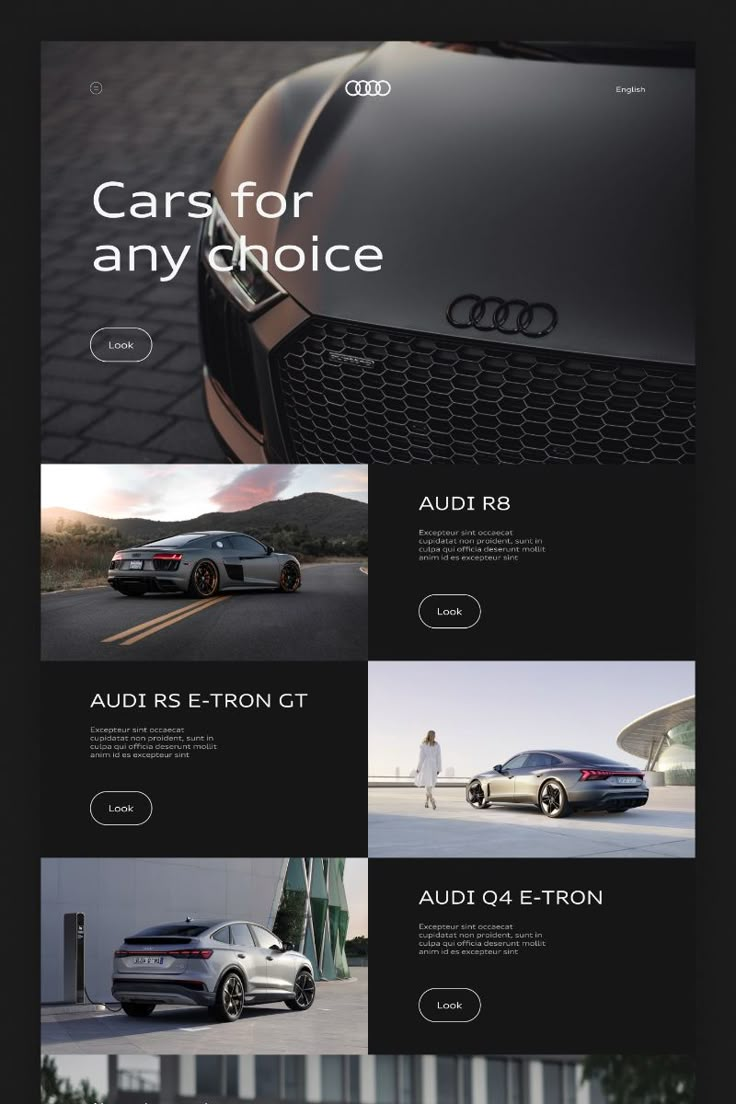 English
Cars for
any choice
Look
AUDI R8
Excepteur sint occaecat
cupidatat non proident, sunt in
culpa qui officia deserunt mollit
anim id es excepteur sint
Look
AUDI RS E-TRON GT
Excepteur sint occaecat
cupidatat non proident, sunt in
culpa qui officia deserunt mollit
anim id es excepteur sint
Look
AUDI Q4 E-TRON
Excepteur sint occaecat
cupidatat non proident, sunt in
culpa qui officia deserunt mollit
anim id es excepteur sint
Look